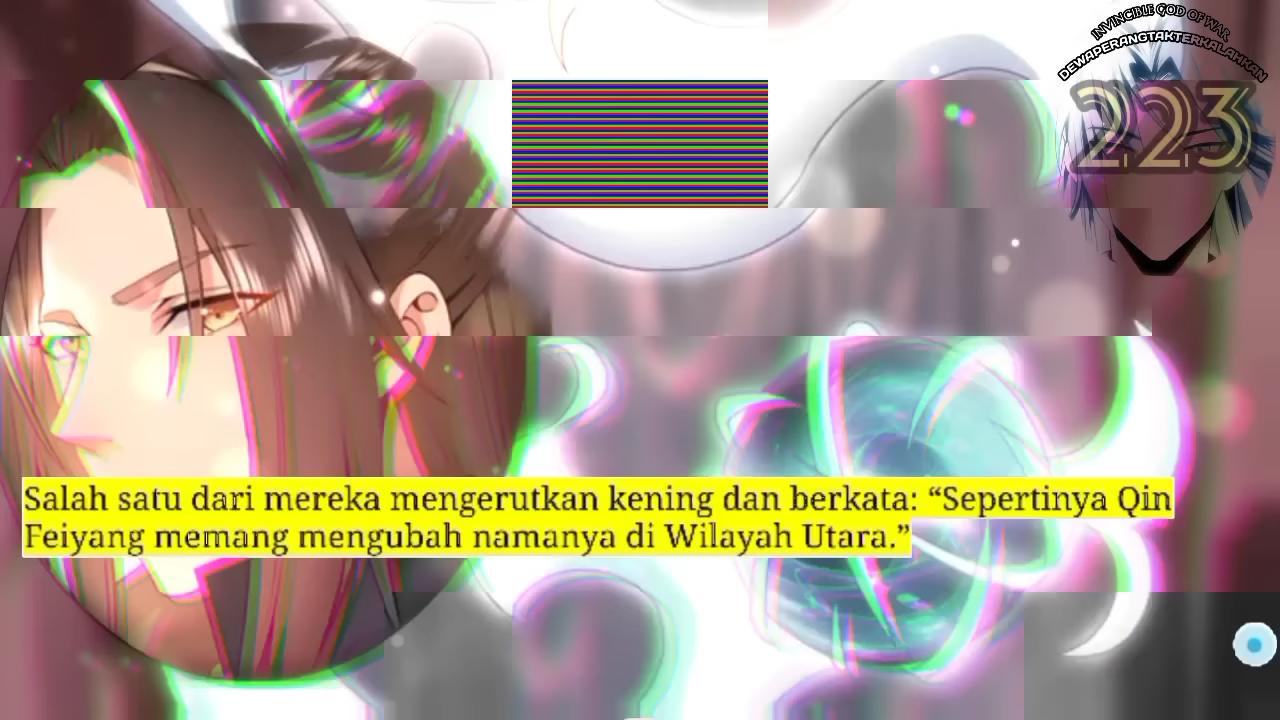 INVINCIBLE GOD OF WAR
DEWAPERANGTAKTERKALAHKAN
223
Salah satu dari mereka mengerutkan kening dan berkata: “Sepertinya Qin
Feiyang memang mengubah namanya di Wilayah Utara.”